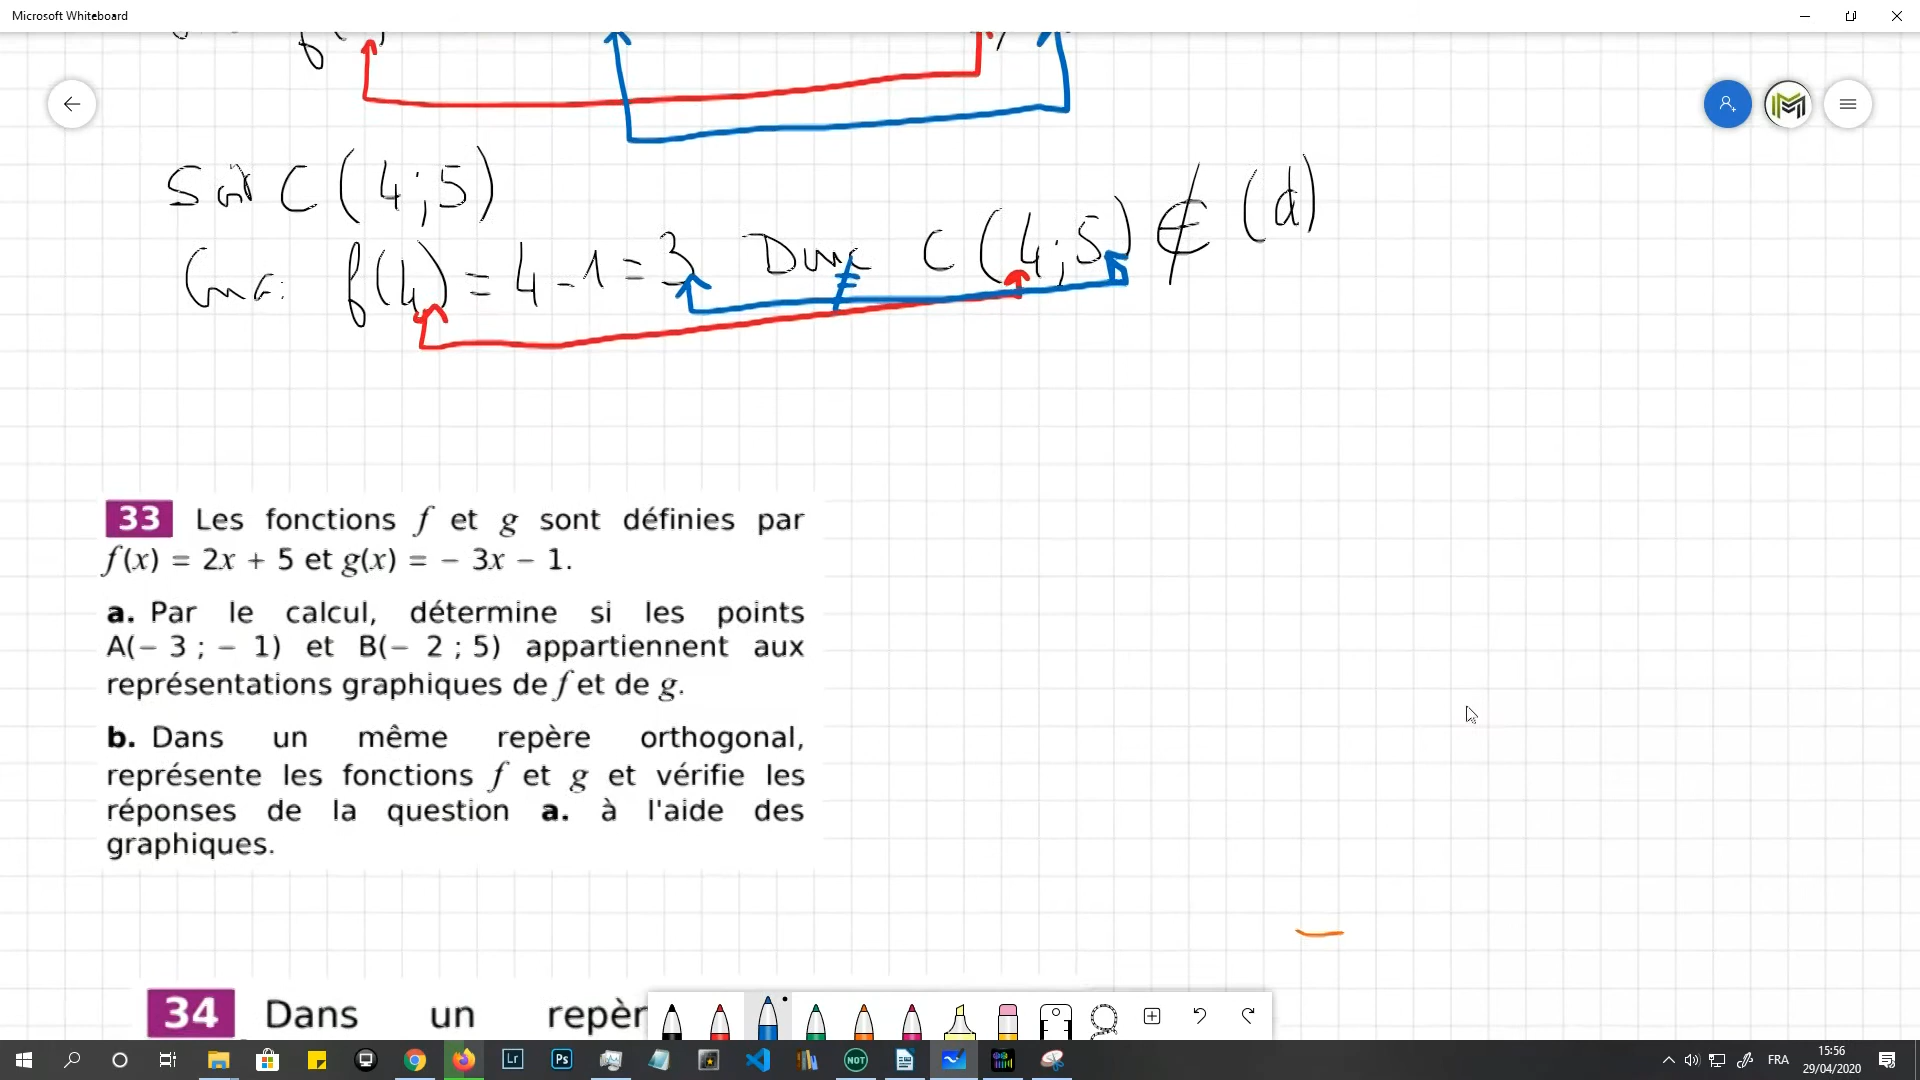 Microsoft Whiteboard
Soit C (4;5)
On a: f(4) = 4-1=3 Donc C (4;5) ∉ (d)
33 Les fonctions f et g sont définies par
f(x) = 2x + 5 et g(x) = − 3x − 1.
a. Par le calcul, détermine si les points
A(− 3 ; − 1) et B(− 2 ; 5) appartiennent aux
représentations graphiques de f et de g.
b. Dans un même repère orthogonal,
représente les fonctions f et g et vérifie les
réponses de la question a. à l'aide des
graphiques.
34 Dans un repèr
Lr
Ps
NOT
FRA
15:56
29/04/2020